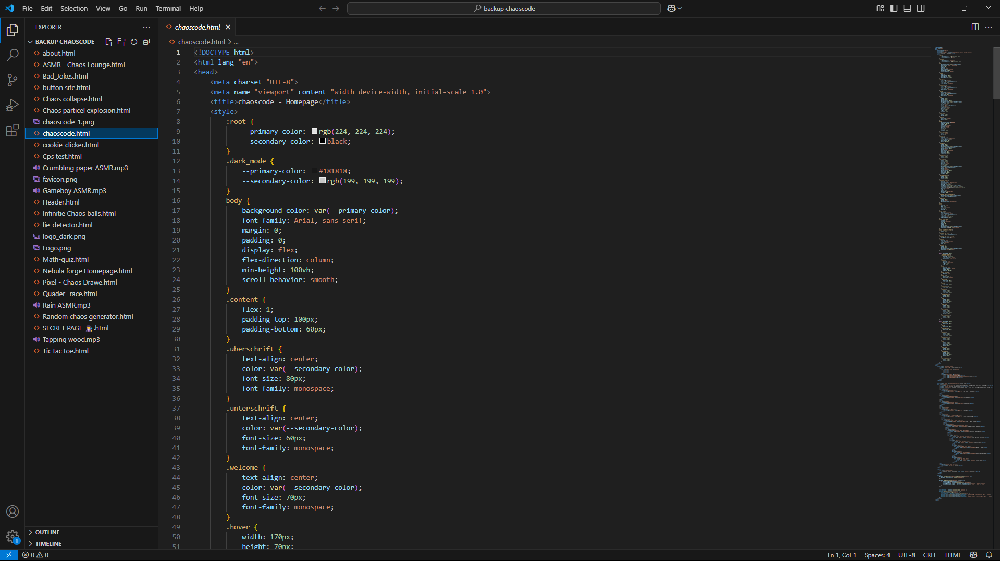 File Edit Selection View Go Run Terminal Help
backup chaoscode
EXPLORER
BACKUP CHAOSCODE
about.html
ASMR - Chaos Lounge.html
Bad_Jokes.html
button site.html
Chaos collapse.html
Chaos particel explosion.html
chaoscode-1.png
chaoscode.html
cookie-clicker.html
Cps test.html
Crumbling paper ASMR.mp3
favicon.png
Gameboy ASMR.mp3
Header.html
Infinitie Chaos balls.html
lie_detector.html
logo_dark.png
Logo.png
Math-quiz.html
Nebula forge Homepage.html
Pixel - Chaos Drawe.html
Quader -race.html
Rain ASMR.mp3
Random chaos generator.html
SECRET PAGE .html
Tapping wood.mp3
Tic tac toe.html
OUTLINE
TIMELINE
1
chaoscode.html
chaoscode.html > ...
1 <!DOCTYPE html>
2 <html lang="en">
3 <head>
4 <meta charset="UTF-8">
5 <meta name="viewport" content="width=device-width, initial-scale=1.0">
6 <title>chaoscode - Homepage</title>
7 <style>
8 :root {
9 --primary-color: rgb(224, 224, 224);
10 --secondary-color: black;
11 }
12 .dark_mode {
13 --primary-color: #181818;
14 --secondary-color: rgb(199, 199, 199);
15 }
16 body {
17 background-color: var(--primary-color);
18 font-family: Arial, sans-serif;
19 margin: 0;
20 padding: 0;
21 display: flex;
22 flex-direction: column;
23 min-height: 100vh;
24 scroll-behavior: smooth;
25 }
26 .content {
27 flex: 1;
28 padding-top: 100px;
29 padding-bottom: 60px;
30 }
31 .überschrift {
32 text-align: center;
33 color: var(--secondary-color);
34 font-size: 80px;
35 font-family: monospace;
36 }
37 .unterschrift {
38 text-align: center;
39 color: var(--secondary-color);
40 font-size: 60px;
41 font-family: monospace;
42 }
43 .welcome {
44 text-align: center;
45 color: var(--secondary-color);
46 font-size: 70px;
47 font-family: monospace;
48 }
49 .hover {
50 width: 170px;
51 height: 70px;
0 0
Ln 1, Col 1 Spaces: 4 UTF-8 CRLF HTML